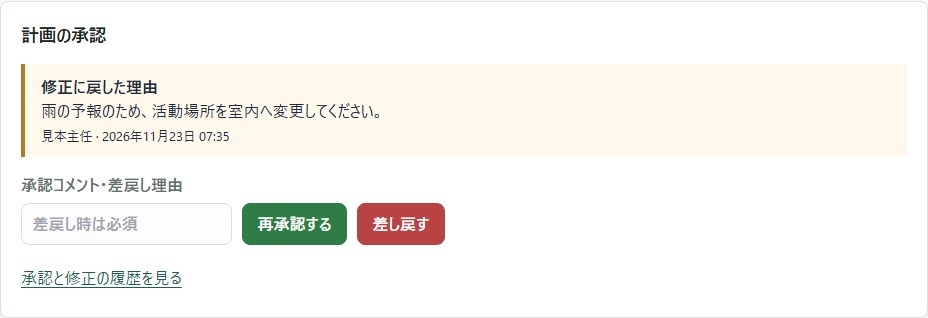 計画の承認
修正に戻した理由
雨の予報のため、活動場所を室内へ変更してください。
見本主任 · 2026年11月23日 07:35
承認コメント・差戻し理由
差戻し時は必須
再承認する
差し戻す
承認と修正の履歴を見る